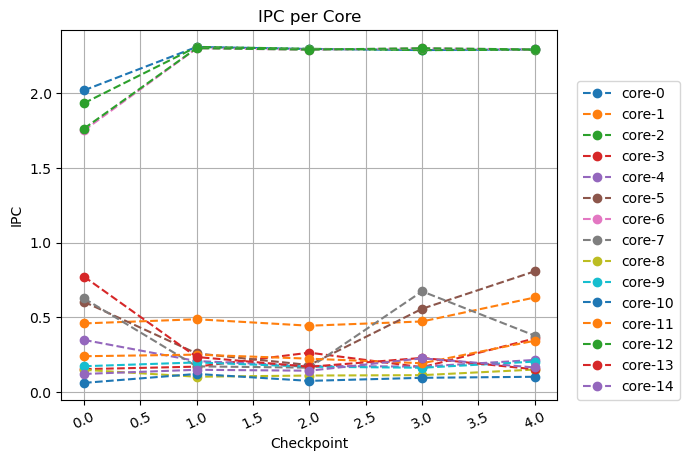 IPC per Core
IPC
2.0
1.5
1.0
0.5
0.0
0.0
0.5
1.0
1.5
2.0
2.5
3.0
3.5
4.0
Checkpoint
core-0
core-1
core-2
core-3
core-4
core-5
core-6
core-7
core-8
core-9
core-10
core-11
core-12
core-13
core-14